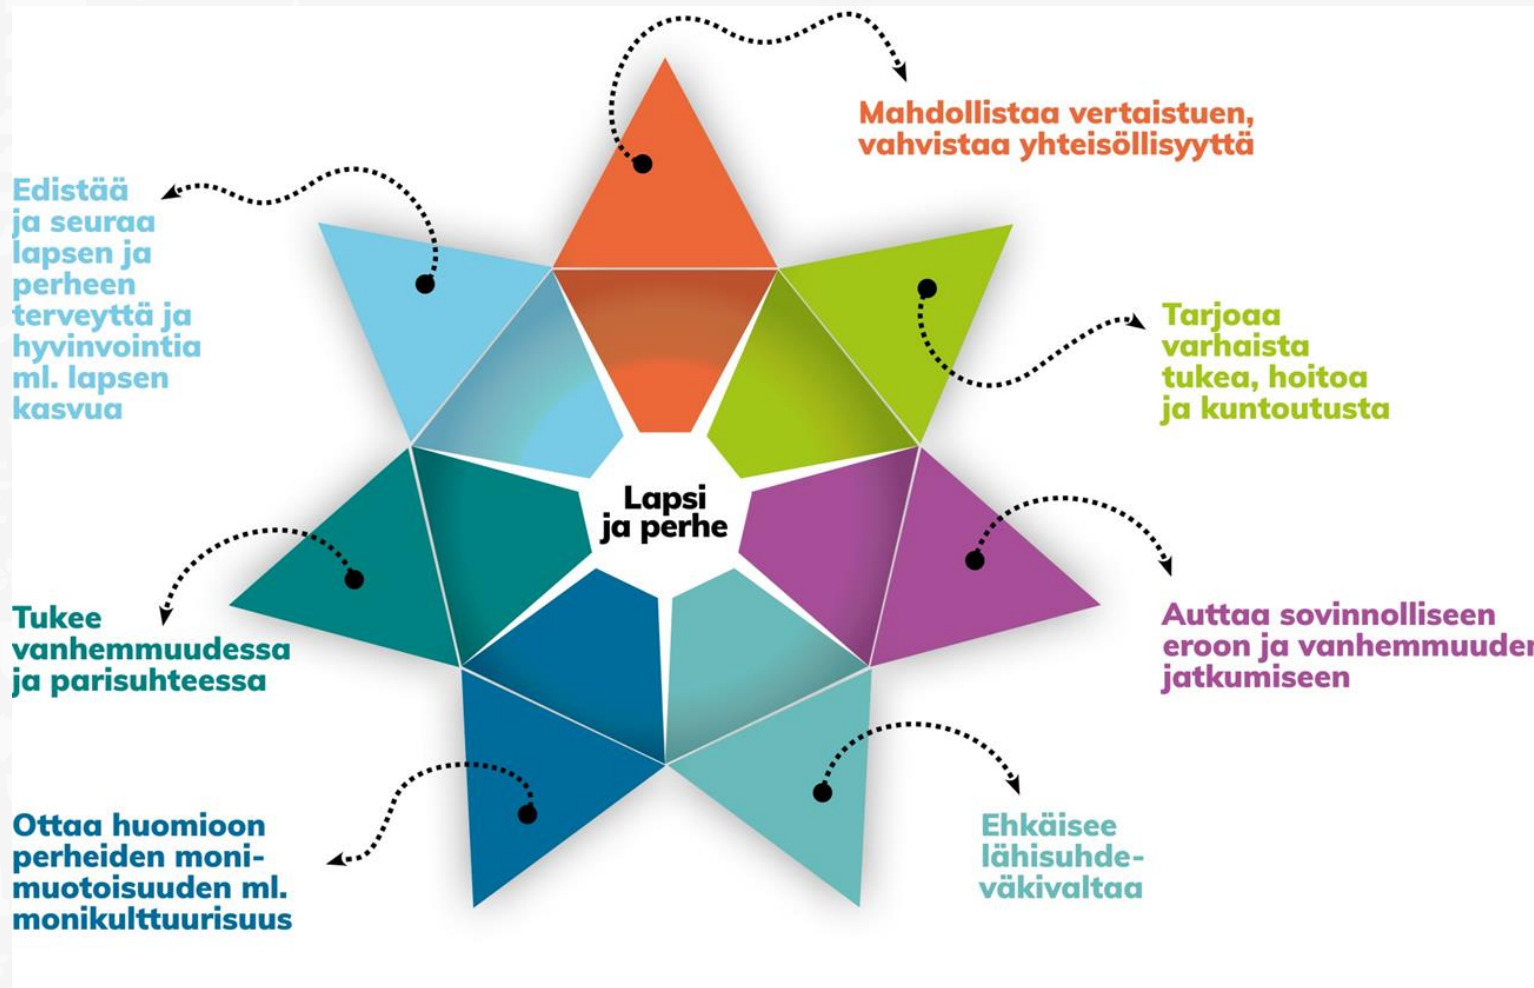 Mahdollistaa vertaistuen,
vahvistaa yhteisöllisyyttä
Edistää
ja seuraa
lapsen ja
perheen
terveyttä ja
hyvinvointia
ml. lapsen
kasvua
Tarjoaa
varhaista
tukea, hoitoa
ja kuntoutusta
Lapsi
ja perhe
Tukee
vanhemmuudessa
ja parisuhteessa
Auttaa sovinnolliseen
eroon ja vanhemmuuden
jatkumiseen
Ottaa huomioon
perheiden moni-
muotoisuuden ml.
monikulttuurisuus
Ehkäisee
lähisuhde-
väkivaltaa